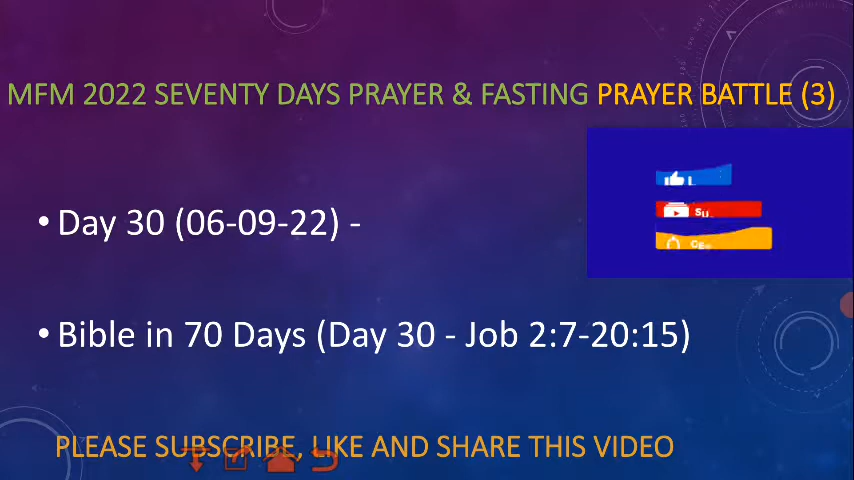 MFM 2022 SEVENTY DAYS PRAYER & FASTING PRAYER BATTLE (3)
• Day 30 (06-09-22) -
• Bible in 70 Days (Day 30 - Job 2:7-20:15)
PLEASE SUBSCRIBE, LIKE AND SHARE THIS VIDEO